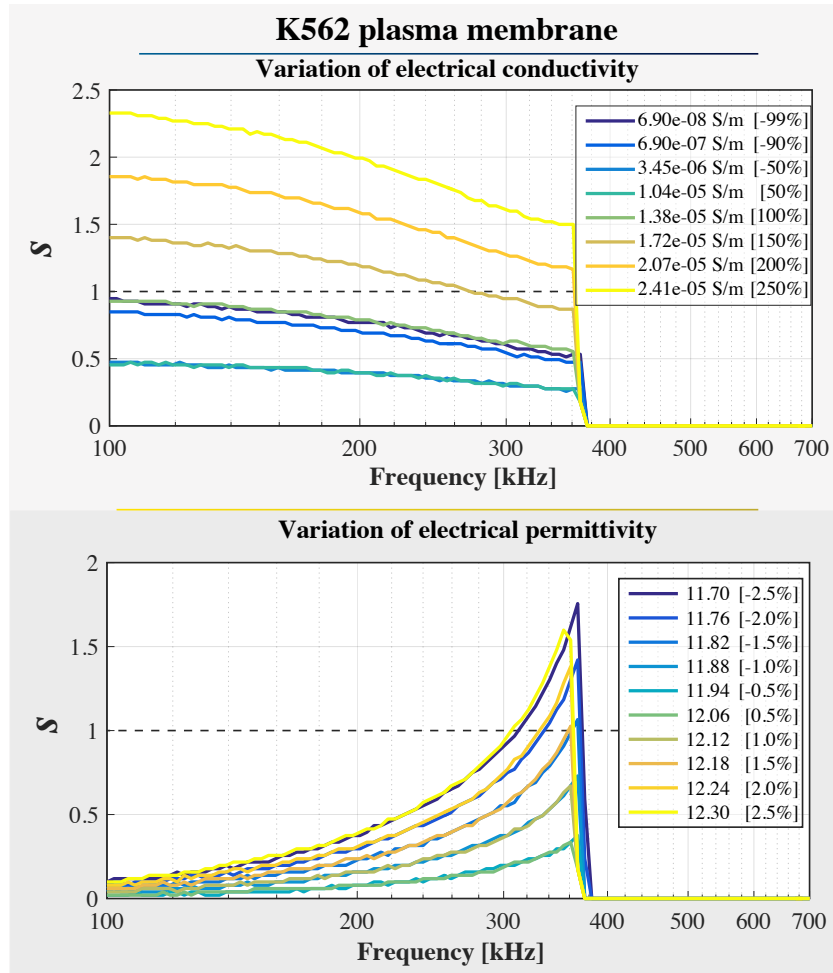 K562 plasma membrane
Variation of electrical conductivity
2.5
2
1.5
1
0.5
0
S
6.90e-08 S/m [-99%]
6.90e-07 S/m [-90%]
3.45e-06 S/m [-50%]
1.04e-05 S/m [50%]
1.38e-05 S/m [100%]
1.72e-05 S/m [150%]
2.07e-05 S/m [200%]
2.41e-05 S/m [250%]
100 200 300 400 500 600 700
Frequency [kHz]
Variation of electrical permittivity
2
1.5
1
0.5
0
S
11.70 [-2.5%]
11.76 [-2.0%]
11.82 [-1.5%]
11.88 [-1.0%]
11.94 [-0.5%]
12.06 [0.5%]
12.12 [1.0%]
12.18 [1.5%]
12.24 [2.0%]
12.30 [2.5%]
100 200 300 400 500 600 700
Frequency [kHz]